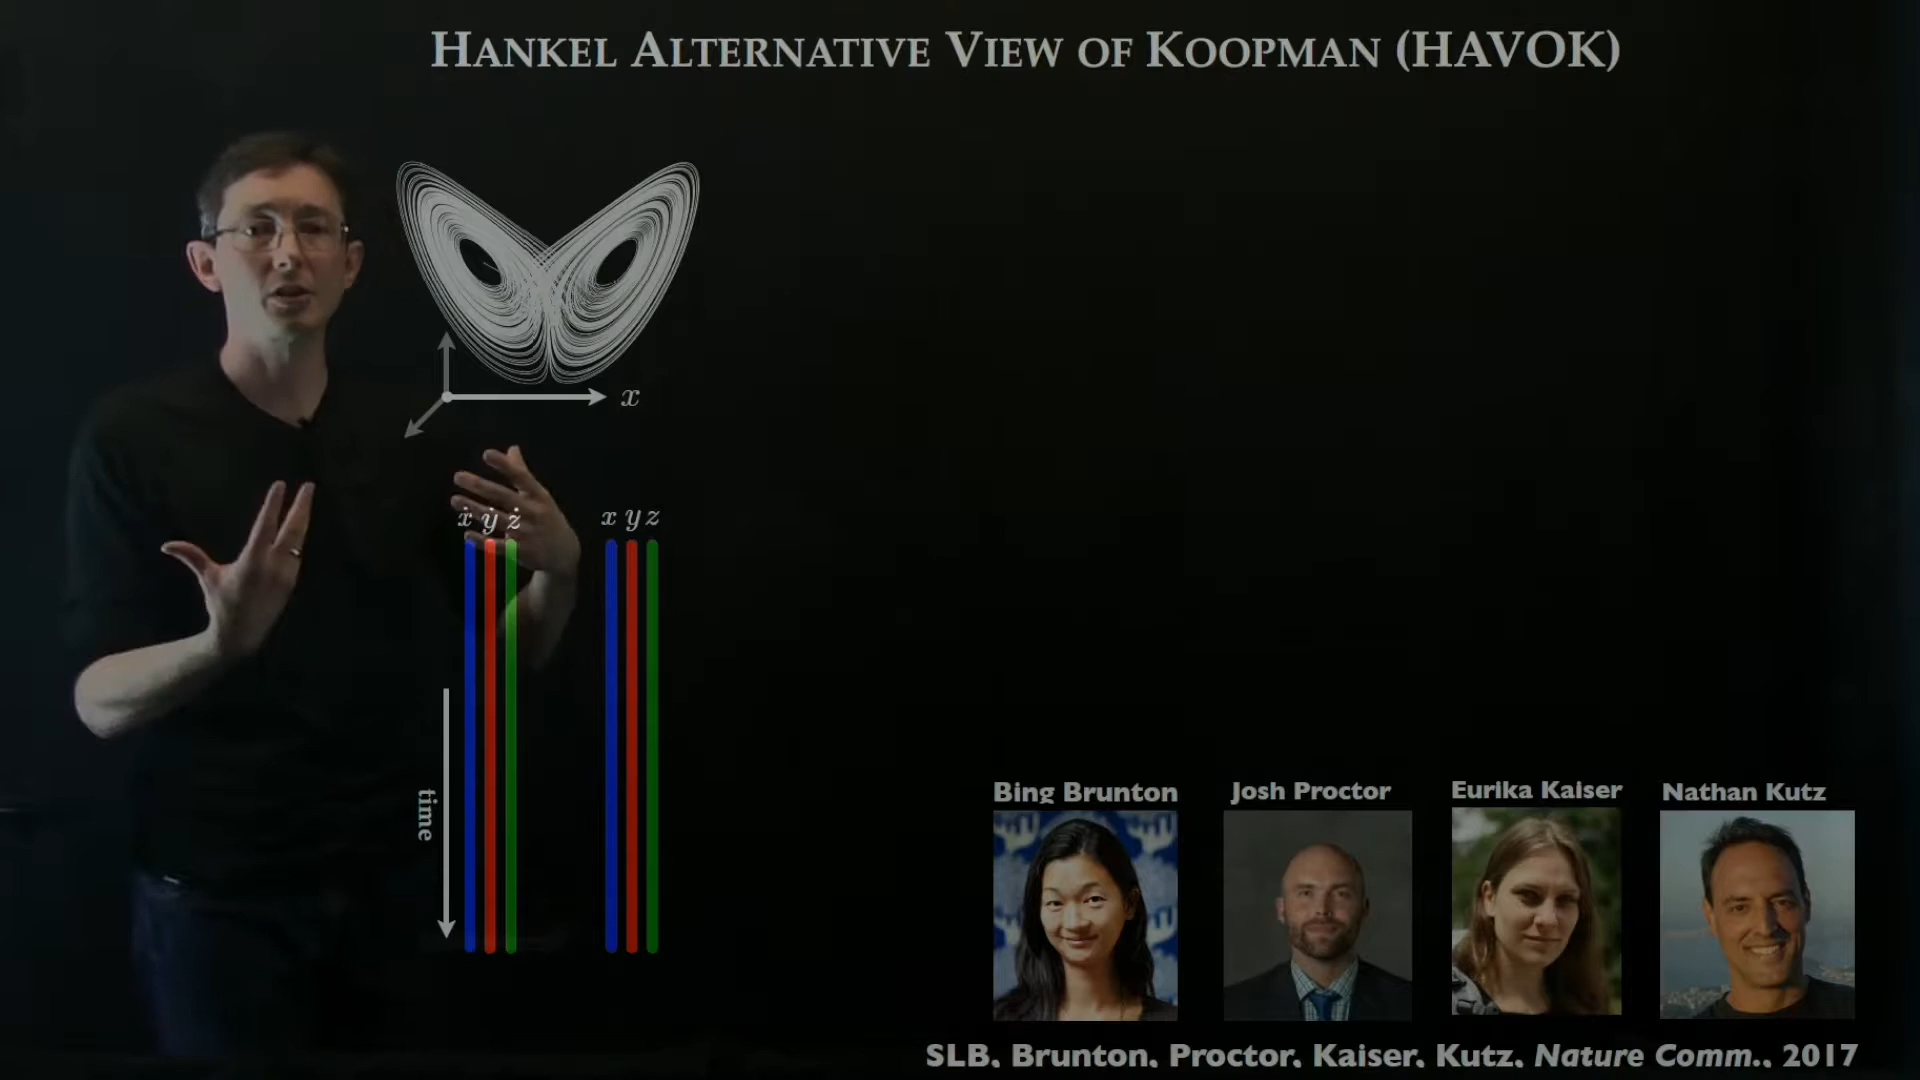 HANKEL ALTERNATIVE VIEW OF KOOPMAN (HAVOK)
x
ẋ ẏ ż
x y z
time
Bing Brunton
Josh Proctor
Eurika Kaiser
Nathan Kutz
SLB, Brunton, Proctor, Kaiser, Kutz, Nature Comm., 2017